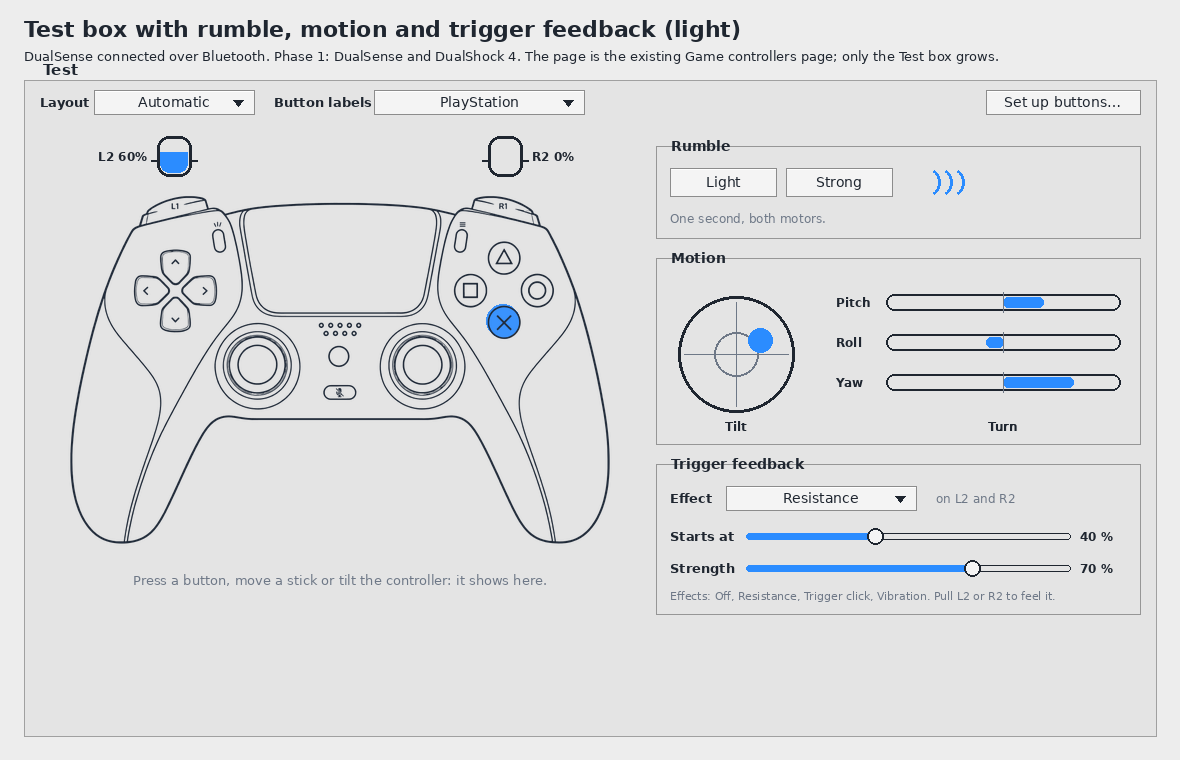 Test box with rumble, motion and trigger feedback (light)
DualSense connected over Bluetooth. Phase 1: DualSense and DualShock 4. The page is the existing Game controllers page; only the Test box grows.
Test
Layout Automatic Button labels PlayStation Set up buttons...
L2 60% R2 0%
L1 R1
Rumble
Light Strong
One second, both motors.
Motion
Pitch
Roll
Yaw
Tilt Turn
Trigger feedback
Effect Resistance on L2 and R2
Starts at 40 %
Strength 70 %
Effects: Off, Resistance, Trigger click, Vibration. Pull L2 or R2 to feel it.
Press a button, move a stick or tilt the controller: it shows here.